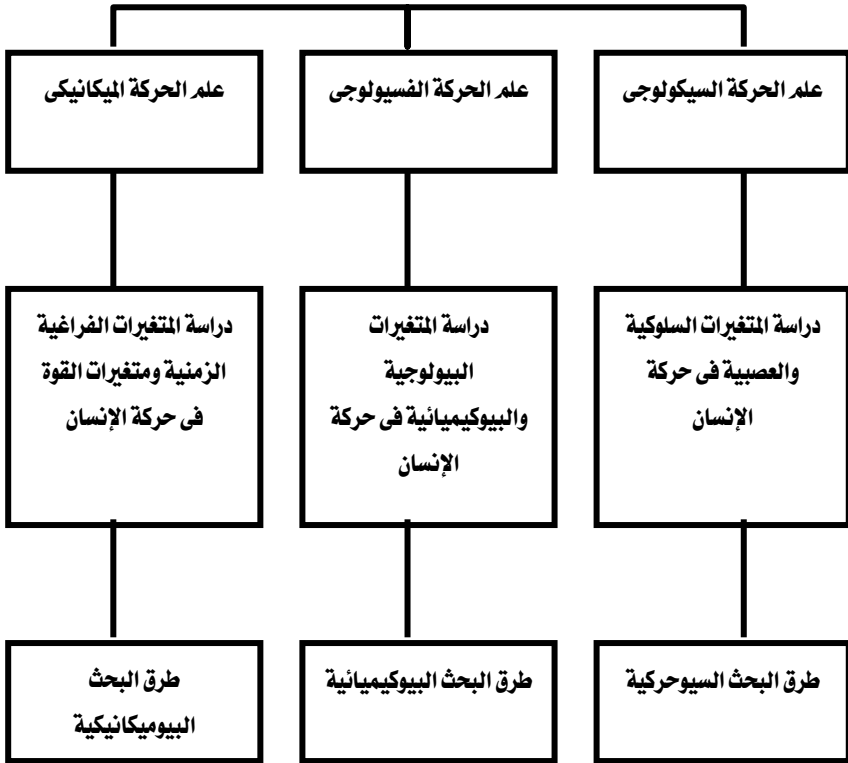 علم الحركة السيكولوجى
علم الحركة الفسيولوجى
علم الحركة الميكانيكى
دراسة المتغيرات السلوكية
والعصبية فى حركة
الإنسان
دراسة المتغيرات
البيولوجية
والبيوكيميائية فى حركة
الإنسان
دراسة المتغيرات الفراغية
الزمنية ومتغيرات القوة
فى حركة الإنسان
طرق البحث السيوحركية
طرق البحث البيوكيميائية
طرق البحث
البيوميكانيكية